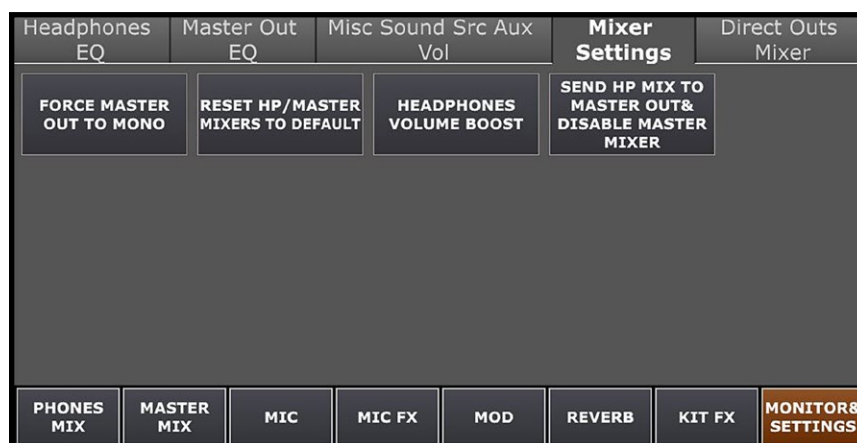 Headphones
EQ
Master Out
EQ
Misc Sound Src Aux
Vol
Mixer
Settings
Direct Outs
Mixer
FORCE MASTER
OUT TO MONO
RESET HP/MASTER
MIXERS TO DEFAULT
HEADPHONES
VOLUME BOOST
SEND HP MIX TO
MASTER OUT&
DISABLE MASTER
MIXER
PHONES
MIX
MASTER
MIX
MIC
MIC FX
MOD
REVERB
KIT FX
MONITOR&
SETTINGS